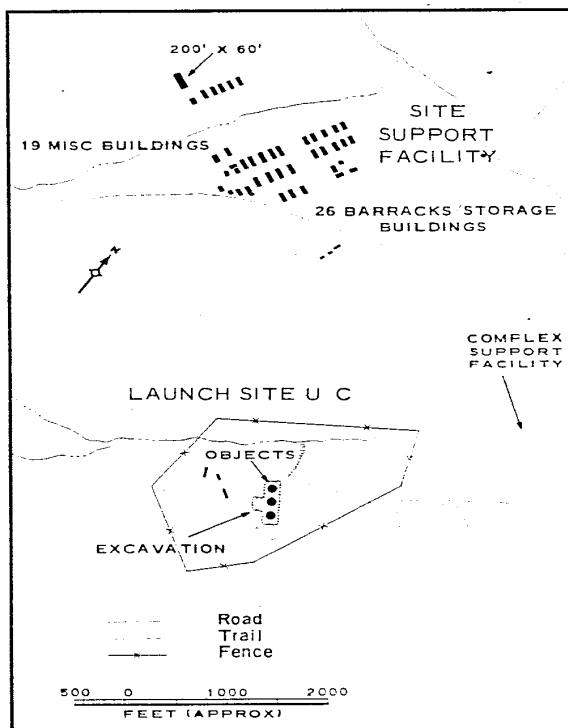 200' X 60'
19 MISC BUILDINGS
SITE
SUPPORT
FACILITY
26 BARRACKS/STORAGE
BUILDINGS
N
COMPLEX
SUPPORT
FACILITY
LAUNCH SITE U C
OBJECTS
EXCAVATION
Road
Trail
Fence
500 0 1000 2000
FEET (APPROX)